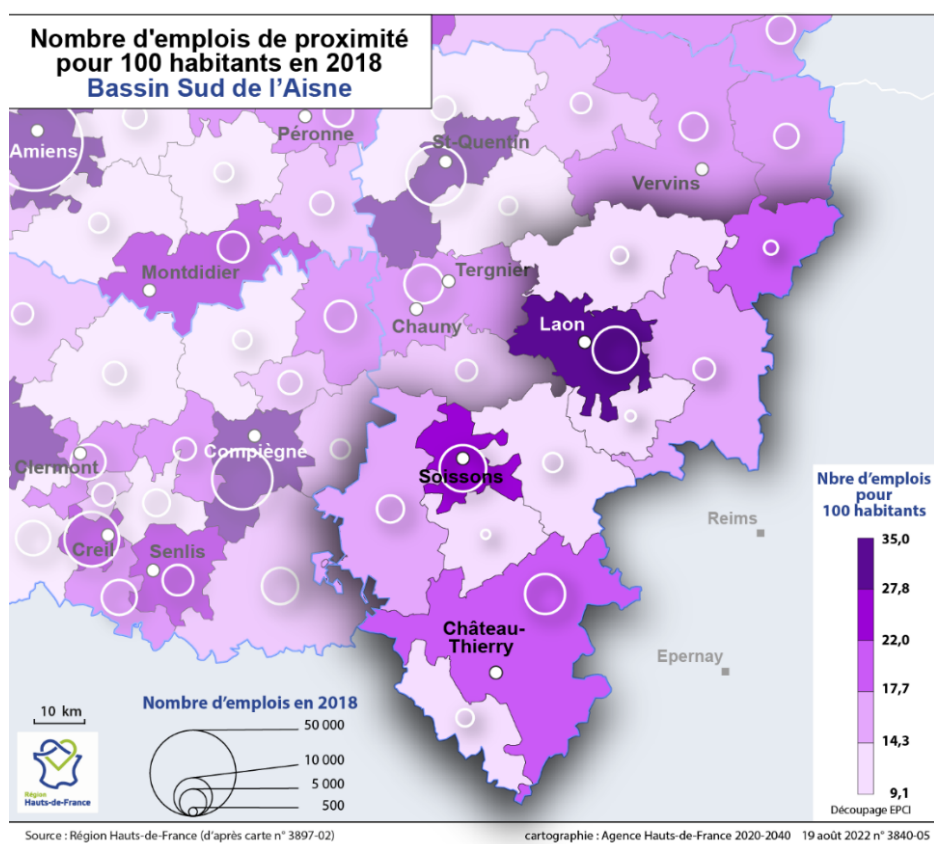 Nombre d'emplois de proximité
pour 100 habitants en 2018
Bassin Sud de l'Aisne
Amiens
Péronne
St-Quentin
Vervins
Montdidier
Tergnier
Chauny
Laon
Clermont
Compiègne
Soissons
Creil
Senlis
Reims
Château-
Thierry
Epernay
Nbre d'emplois
pour
100 habitants
35,0
27,8
22,0
17,7
14,3
9,1
Découpage EPCI
10 km
Région
Hauts-de-France
Nombre d'emplois en 2018
50 000
10 000
5 000
500
Source : Région Hauts-de-France (d'après carte n° 3897-02)
cartographie : Agence Hauts-de-France 2020-2040 19 août 2022 n° 3840-05